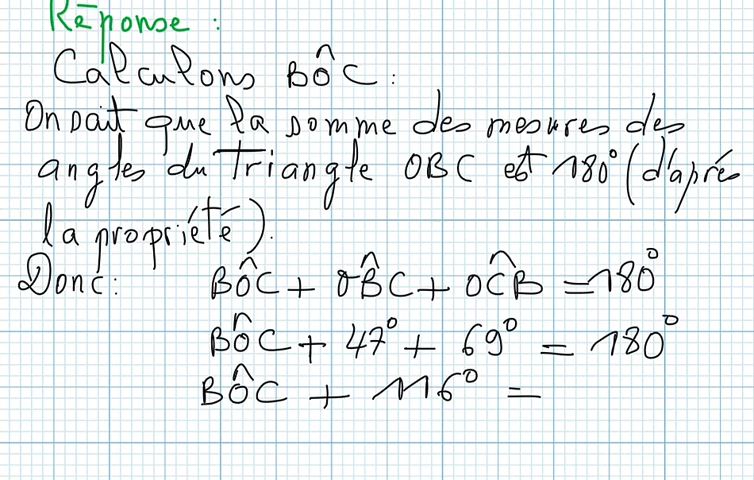 Réponse :
Calculons BÔC :
On sait que la somme des mesures des
angles du triangle OBC est 180° (d'après
la propriété).
Donc : BÔC + OB̂C + OĈB = 180°
BÔC + 47° + 69° = 180°
BÔC + 116° =